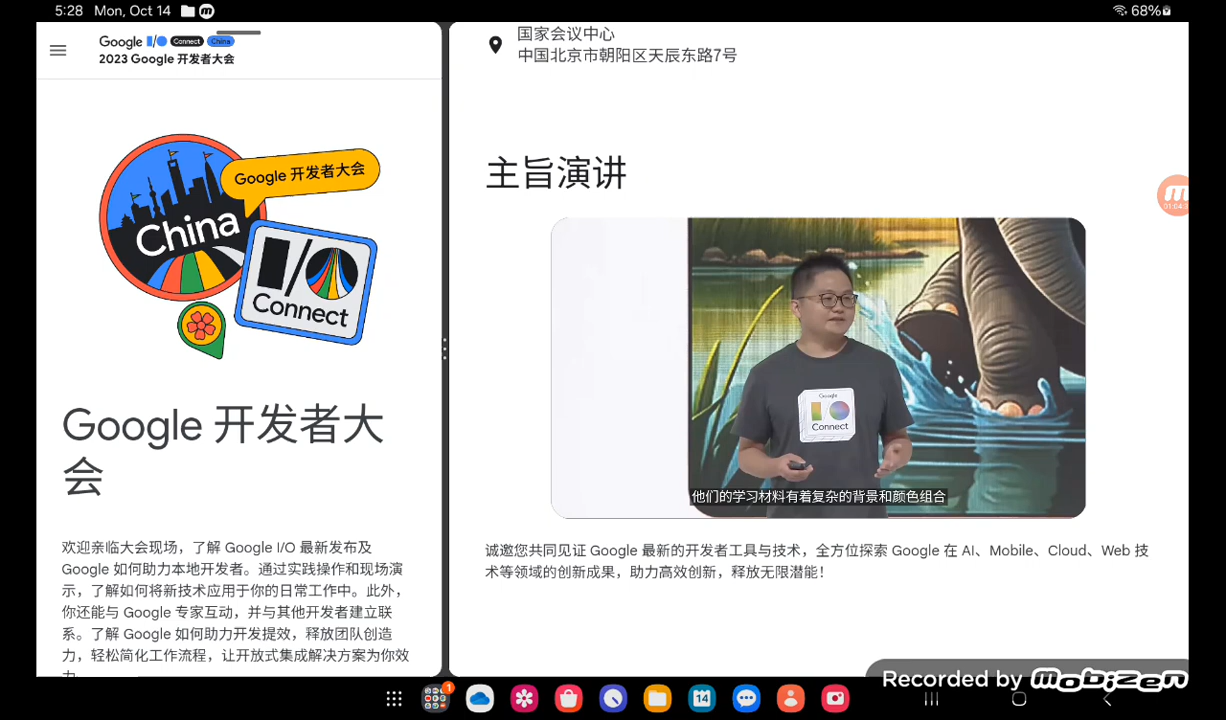 5:28 Mon, Oct 14
68%
Google I/O Connect China
2023 Google 开发者大会
Google 开发者大会
China
I/O
Connect
Google 开发者大
会
欢迎亲临大会现场，了解 Google I/O 最新发布及
Google 如何助力本地开发者。通过实践操作和现场演
示，了解如何将新技术应用于你的日常工作中。此外，
你还能与 Google 专家互动，并与其他开发者建立联
系。了解 Google 如何助力开发提效，释放团队创造
力，轻松简化工作流程，让开放式集成解决方案为你效
力。
国家会议中心
中国北京市朝阳区天辰东路7号
主旨演讲
Google
I/O
Connect
他们的学习材料有着复杂的背景和颜色组合
诚邀您共同见证 Google 最新的开发者工具与技术，全方位探索 Google 在 AI、Mobile、Cloud、Web 技
术等领域的创新成果，助力高效创新，释放无限潜能！
1
14
Recorded by mobizen